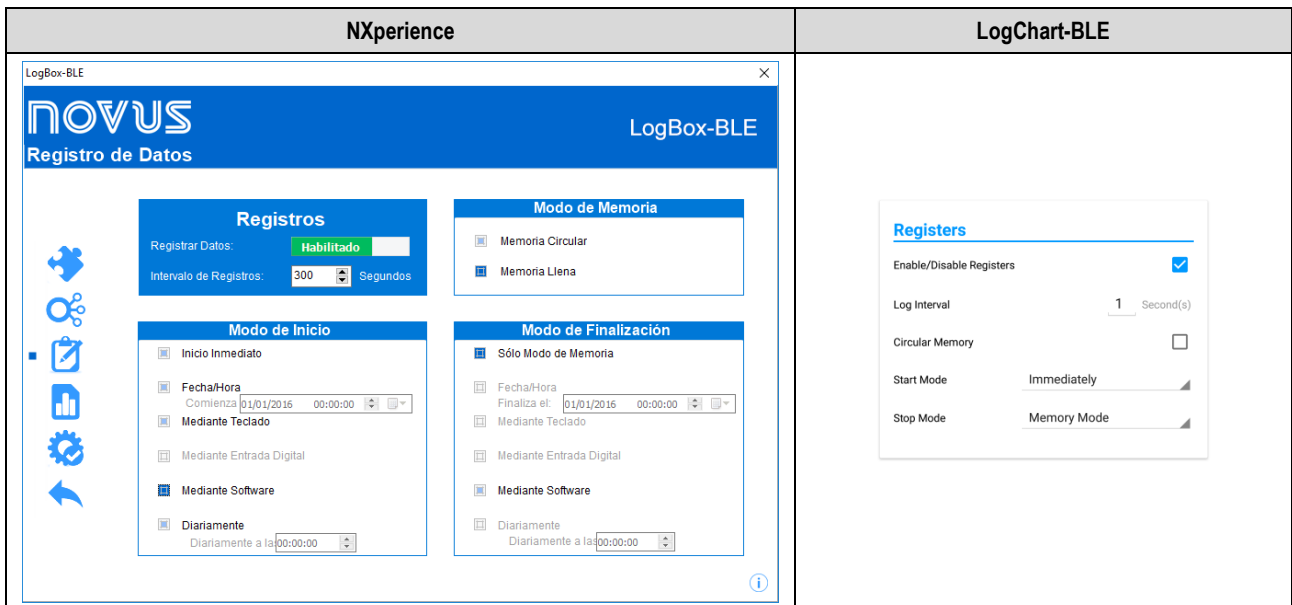 NXperience
LogChart-BLE
LogBox-BLE
NOVUS
LogBox-BLE
Registro de Datos
Registros
Registrar Datos: Habilitado
Intervalo de Registros: 300 Segundos
Modo de Memoria
Memoria Circular
Memoria Llena
Modo de Inicio
Inicio Inmediato
Fecha/Hora
Comienza 01/01/2016 00:00:00
Mediante Teclado
Mediante Entrada Digital
Mediante Software
Diariamente
Diariamente a las 00:00:00
Modo de Finalización
Sólo Modo de Memoria
Fecha/Hora
Finaliza el: 01/01/2016 00:00:00
Mediante Teclado
Mediante Entrada Digital
Mediante Software
Diariamente
Diariamente a las 00:00:00
Registers
Enable/Disable Registers
Log Interval 1 Second(s)
Circular Memory
Start Mode Immediately
Stop Mode Memory Mode